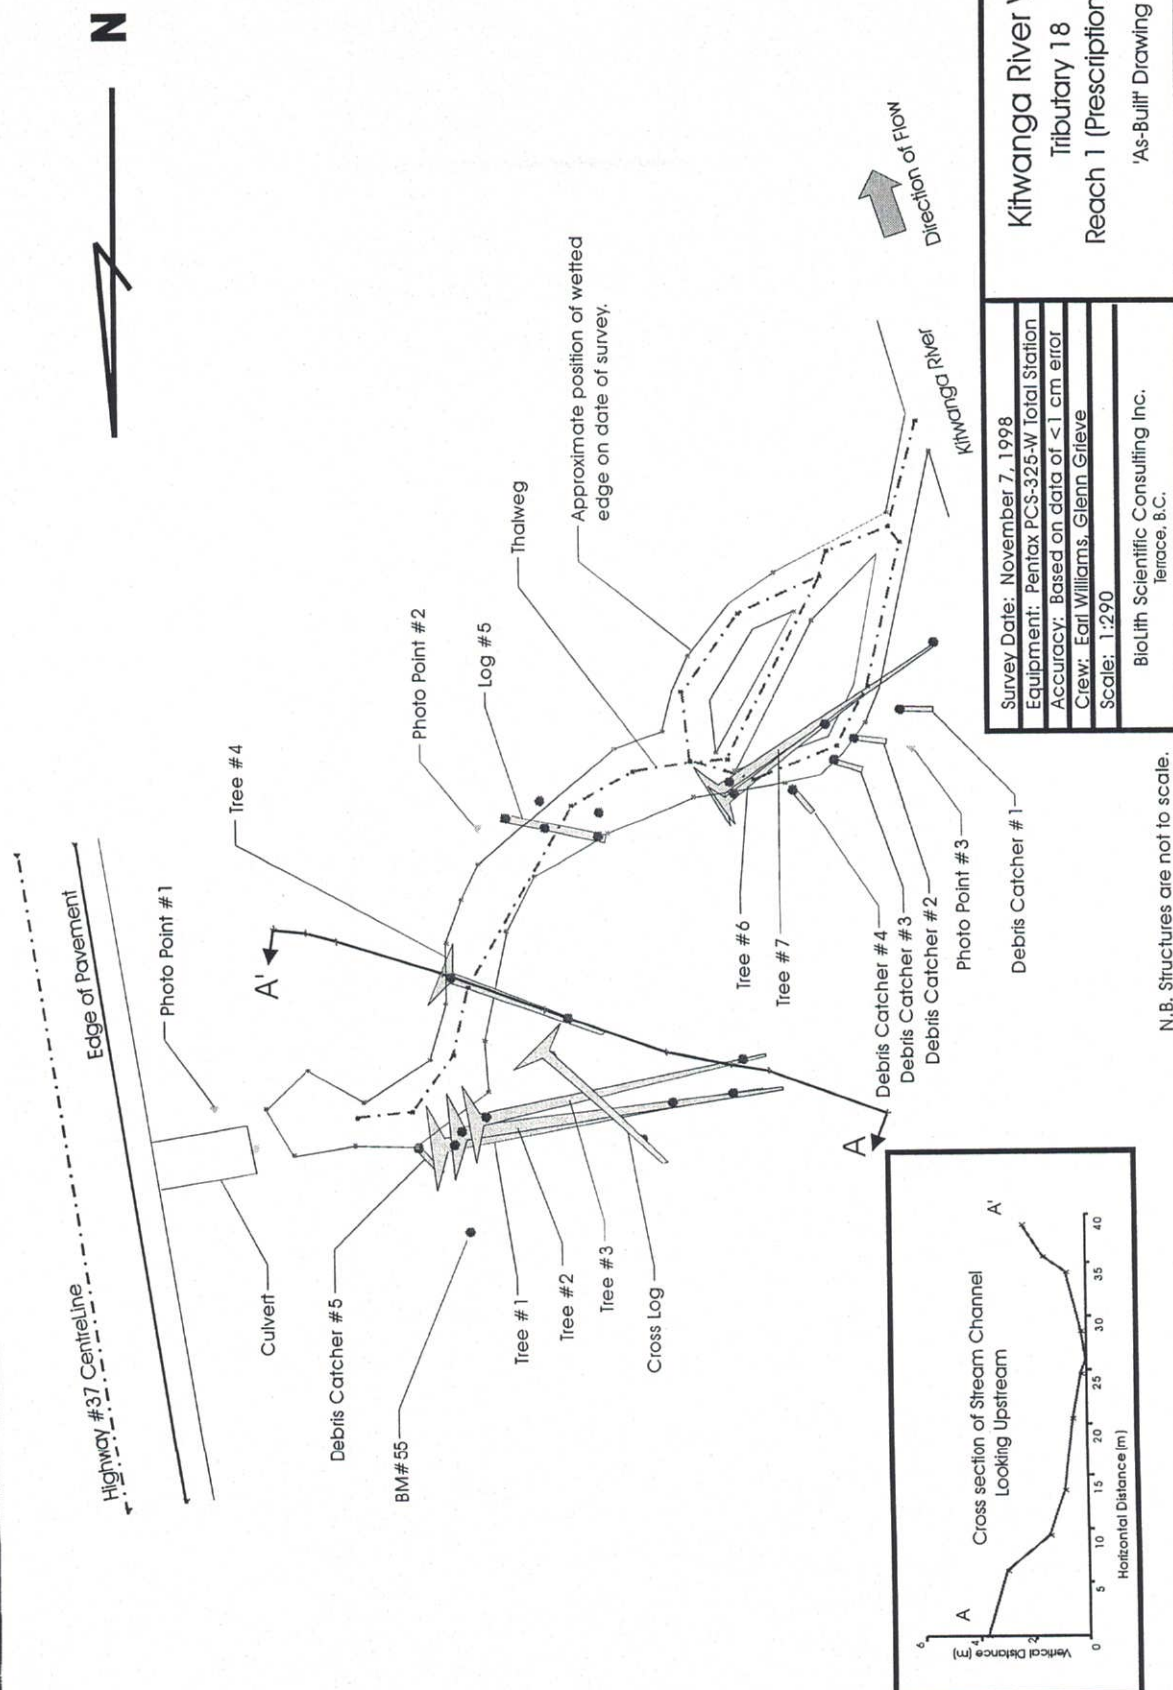 N
Highway #37 CentreLine
Edge of Pavement
Photo Point #1
Culvert
A'
Tree #4
Photo Point #2
Log #5
Thalweg
Approximate position of wetted
edge on date of survey.
Direction of Flow
Kitwanga River
Debris Catcher #5
BM#55
Tree #1
Tree #2
Tree #3
Cross Log
A
Tree #6
Tree #7
Debris Catcher #4
Debris Catcher #3
Debris Catcher #2
Photo Point #3
Debris Catcher #1
N.B. Structures are not to scale.
Cross section of Stream Channel
Looking Upstream
A
A'
Vertical Distance
(m)
6
4
2
0
5
10
15
20
25
30
35
40
Horizontal Distance (m)
Survey Date: November 7, 1998
Equipment: Pentax PCS-325-W Total Station
Accuracy: Based on data of <1 cm error
Crew: Earl Williams, Glenn Grieve
Scale: 1:290
BioLith Scientific Consulting Inc.
Terrace, B.C.
Kitwanga River
Tributary 18
Reach 1 (Prescription
'As-Built' Drawing